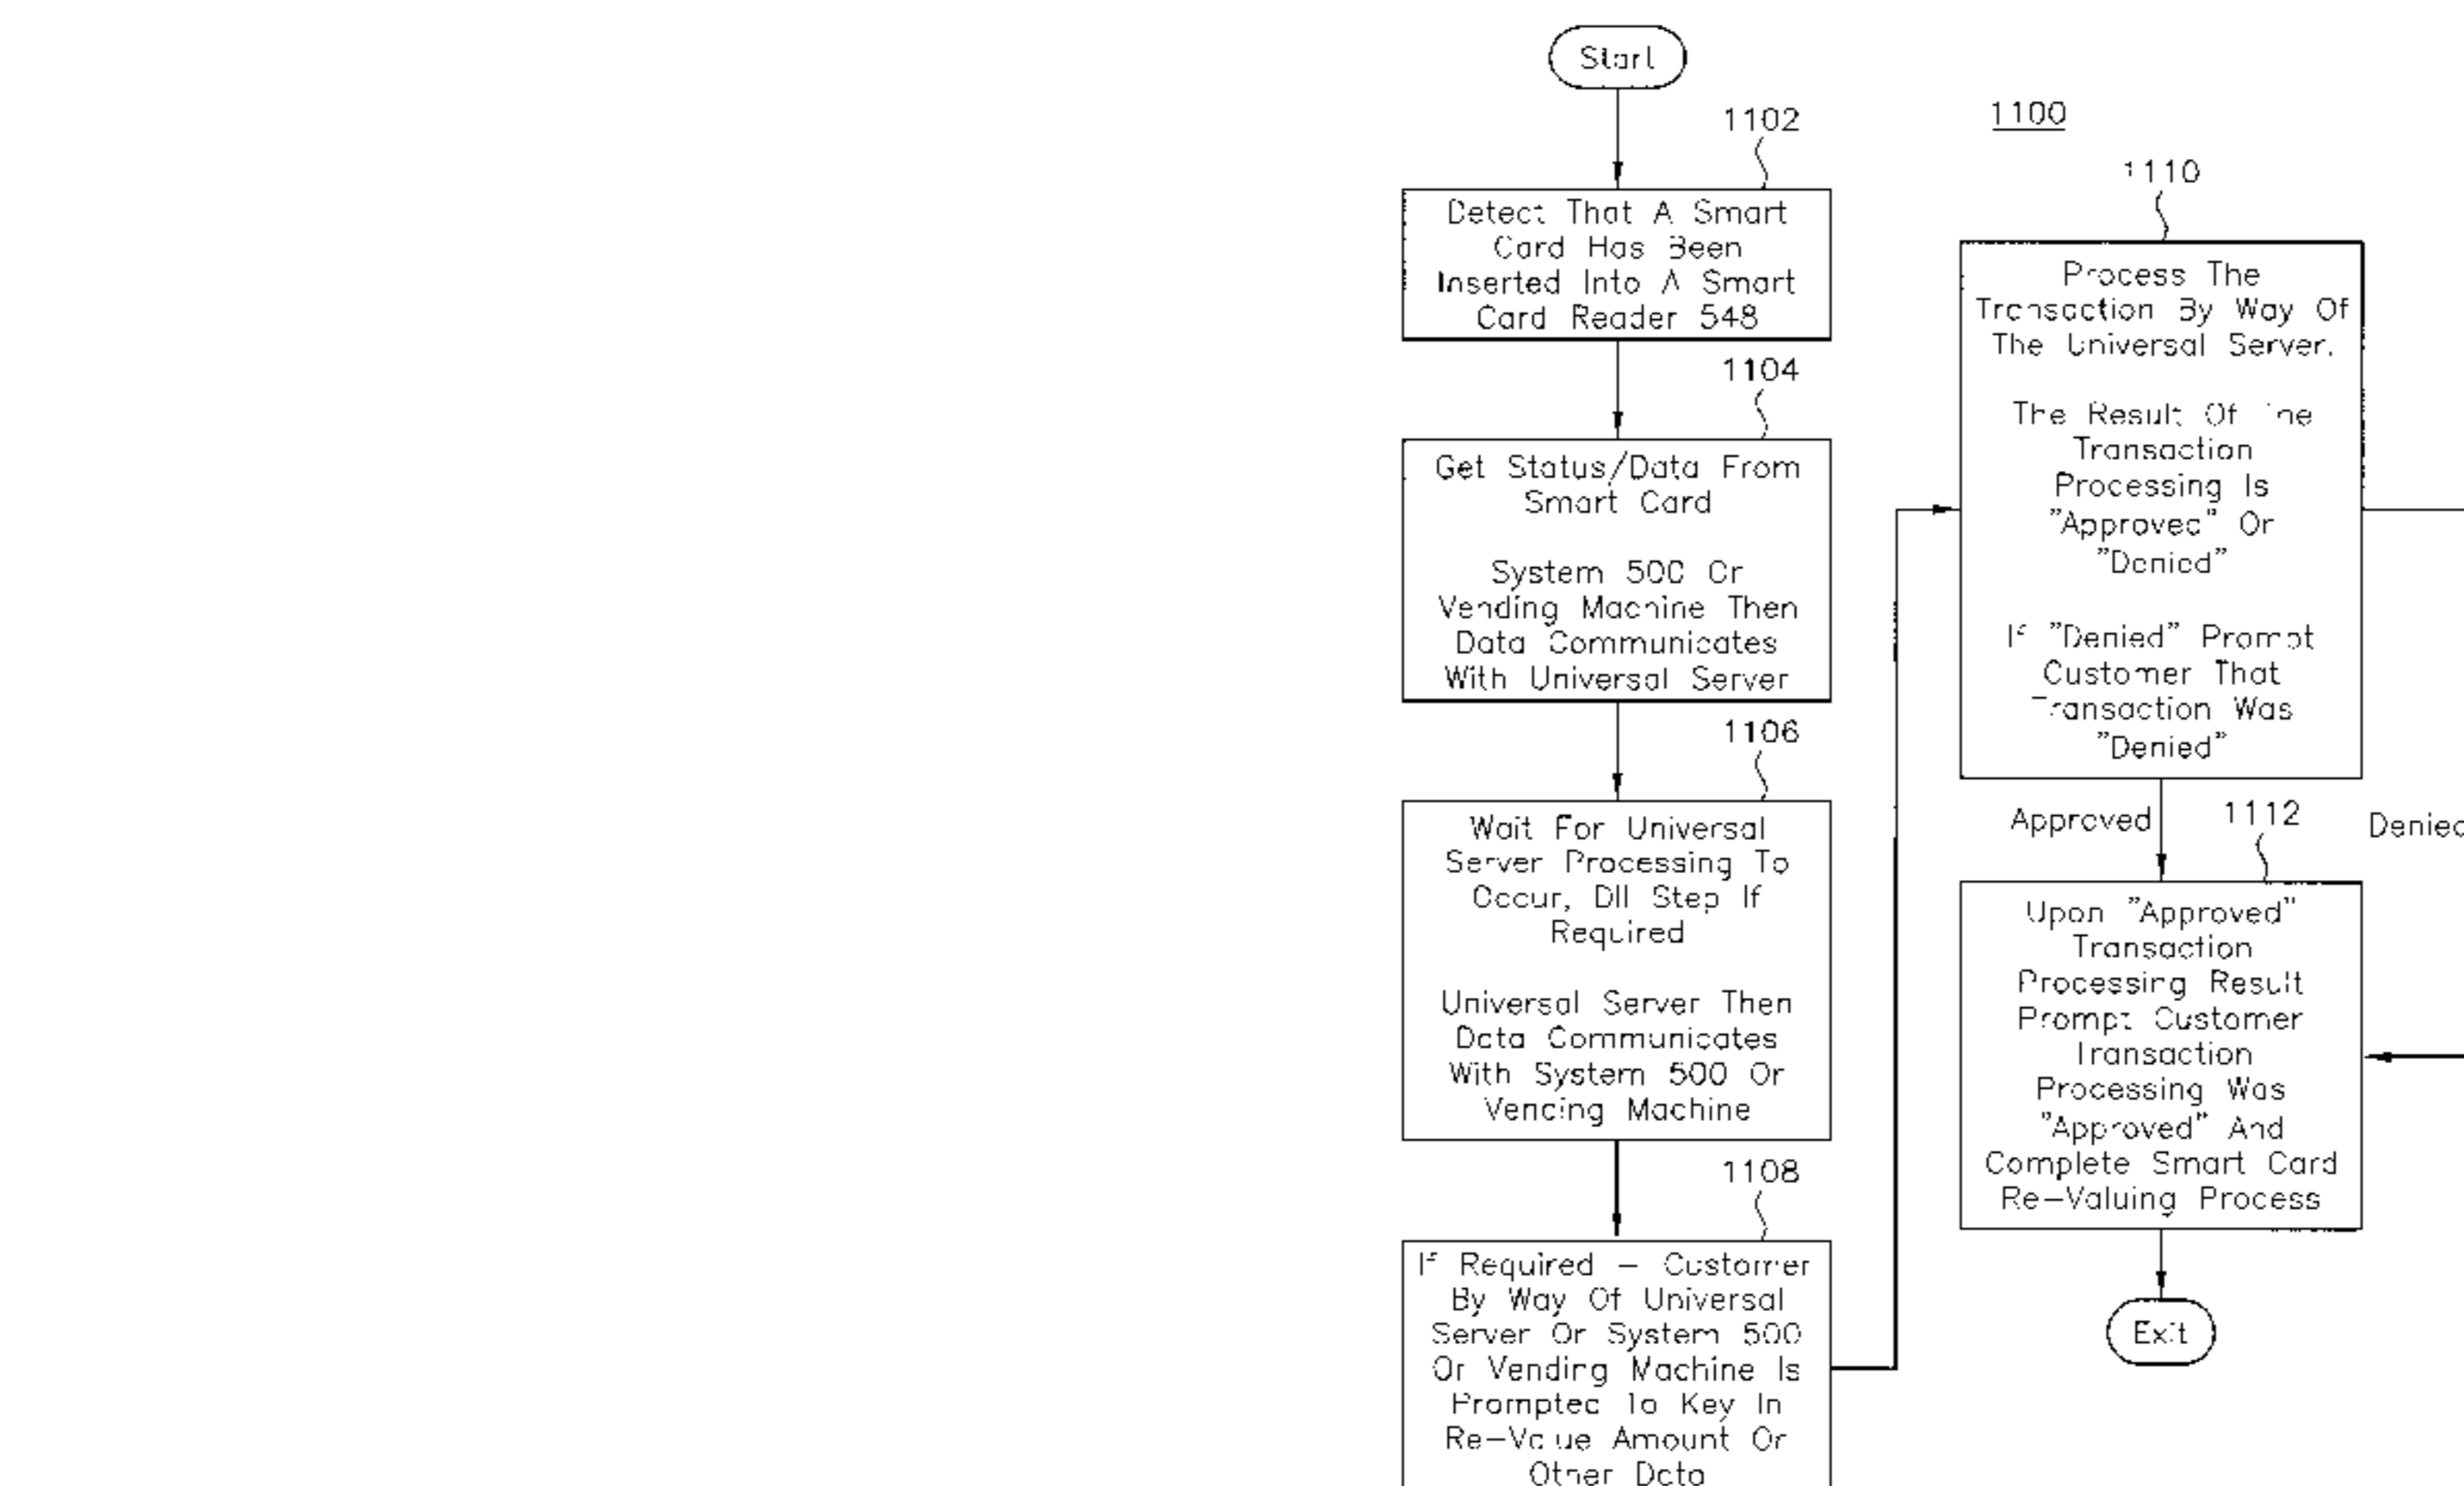 Start
1102
Detect That A Smart
Card Has Been
Inserted Into A Smart
Card Reader 548
1104
Get Status/Data From
Smart Card
System 500 Or
Vending Machine Then
Data Communicates
With Universal Server
1106
Wait For Universal
Server Processing To
Occur, Dll Step If
Required
Universal Server Then
Data Communicates
With System 500 Or
Vending Machine
1108
If Required – Customer
By Way Of Universal
Server Or System 500
Or Vending Machine Is
Prompted To Key In
Re–Value Amount Or
Other Data
1100
1110
Process The
Transaction By Way Of
The Universal Server.
The Result Of The
Transaction
Processing Is
"Approved" Or
"Denied"
If "Denied" Prompt
Customer That
Transaction Was
"Denied"
Approved
1112
Denied
Upon "Approved"
Transaction
Processing Result
Prompt Customer
Transaction
Processing Was
"Approved" And
Complete Smart Card
Re–Valuing Process
Exit